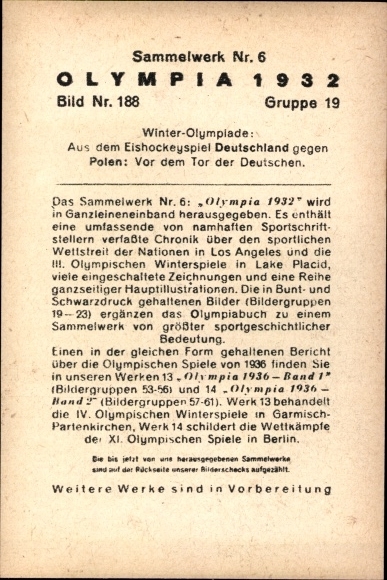 Sammelwerk Nr. 6
OLYMPIA 1932
Bild Nr. 188 Gruppe 19
Winter-Olympiade:
Aus dem Eishockeyspiel Deutschland gegen
Polen: Vor dem Tor der Deutschen.
Das Sammelwerk Nr. 6: „Olympia 1932” wird
in Ganzleineneinband herausgegeben. Es enthält
eine umfassende von namhaften Sportschrift-
stellern verfaßte Chronik über den sportlichen
Wettstreit der Nationen in Los Angeles und die
III. Olympischen Winterspiele in Lake Placid,
viele eingeschaltete Zeichnungen und eine Reihe
ganzseitiger Hauptillustrationen. Die in Bunt- und
Schwarzdruck gehaltenen Bilder (Bildergruppen
19—23) ergänzen das Olympiabuch zu einem
Sammelwerk von größter sportgeschichtlicher
Bedeutung.
Einen in der gleichen Form gehaltenen Bericht
über die Olympischen Spiele von 1936 finden Sie
in unseren Werken 13 „Olympia 1936 – Band 1”
(Bildergruppen 53-56) und 14 „Olympia 1936 –
Band 2” (Bildergruppen 57-61). Werk 13 behandelt
die IV. Olympischen Winterspiele in Garmisch-
Partenkirchen, Werk 14 schildert die Wettkämpfe
der XI. Olympischen Spiele in Berlin.
Die bis jetzt von uns herausgegebenen Sammelwerke
sind auf der Rückseite unserer Bilderschecks aufgezählt.
Weitere Werke sind in Vorbereitung